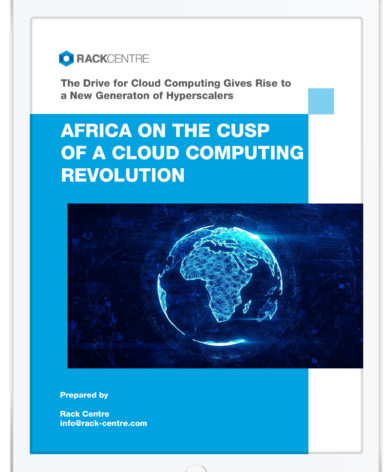 RACKCENTRE
The Drive for Cloud Computing Gives Rise to
a New Generaton of Hyperscalers
AFRICA ON THE CUSP
OF A CLOUD COMPUTING
REVOLUTION
Prepared by
Rack Centre
info@rack-centre.com